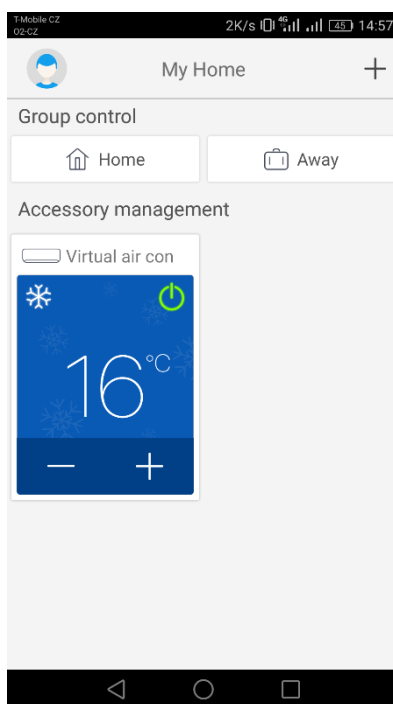 T-Mobile CZ
O2-CZ
2K/s 4G 45 14:57
My Home
Group control
Home
Away
Accessory management
Virtual air con
16°C